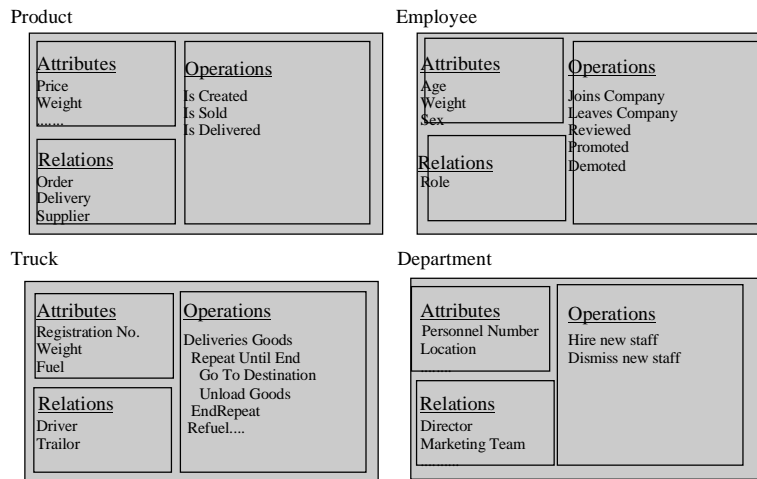 Product
Attributes
Price
Weight
.......
Relations
Order
Delivery
Supplier
Operations
Is Created
Is Sold
Is Delivered
Employee
Attributes
Age
Weight
Sex
Relations
Role
Operations
Joins Company
Leaves Company
Reviewed
Promoted
Demoted
Truck
Attributes
Registration No.
Weight
Fuel
Relations
Driver
Trailor
Operations
Deliveries Goods
Repeat Until End
Go To Destination
Unload Goods
EndRepeat
Refuel....
Department
Attributes
Personnel Number
Location
.........
Relations
Director
Marketing Team
...........
Operations
Hire new staff
Dismiss new staff